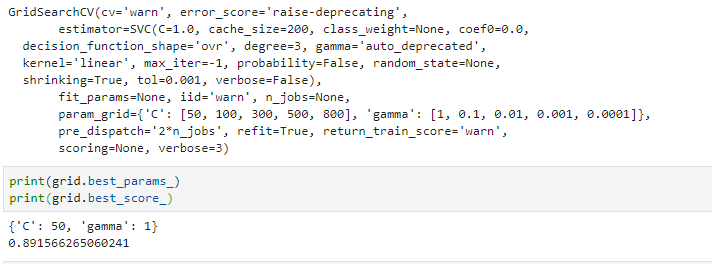 GridSearchCV(cv='warn', error_score='raise-deprecating',
       estimator=SVC(C=1.0, cache_size=200, class_weight=None, coef0=0.0,
  decision_function_shape='ovr', degree=3, gamma='auto_deprecated',
  kernel='linear', max_iter=-1, probability=False, random_state=None,
  shrinking=True, tol=0.001, verbose=False),
       fit_params=None, iid='warn', n_jobs=None,
       param_grid={'C': [50, 100, 300, 500, 800], 'gamma': [1, 0.1, 0.01, 0.001, 0.0001]},
       pre_dispatch='2*n_jobs', refit=True, return_train_score='warn',
       scoring=None, verbose=3)
print(grid.best_params_)
print(grid.best_score_)
{'C': 50, 'gamma': 1}
0.891566265060241